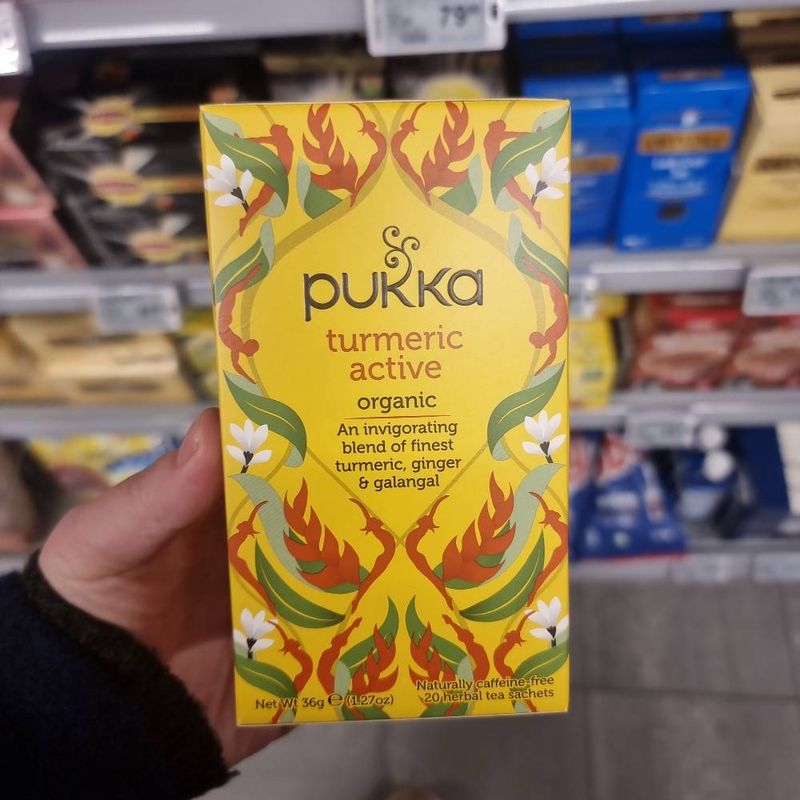 79
pukka
turmeric
active
organic
An invigorating
blend of finest
turmeric, ginger
& galangal
Naturally caffeine-free
Net Wt 36g ℮ (1.27oz)
20 herbal tea sachets